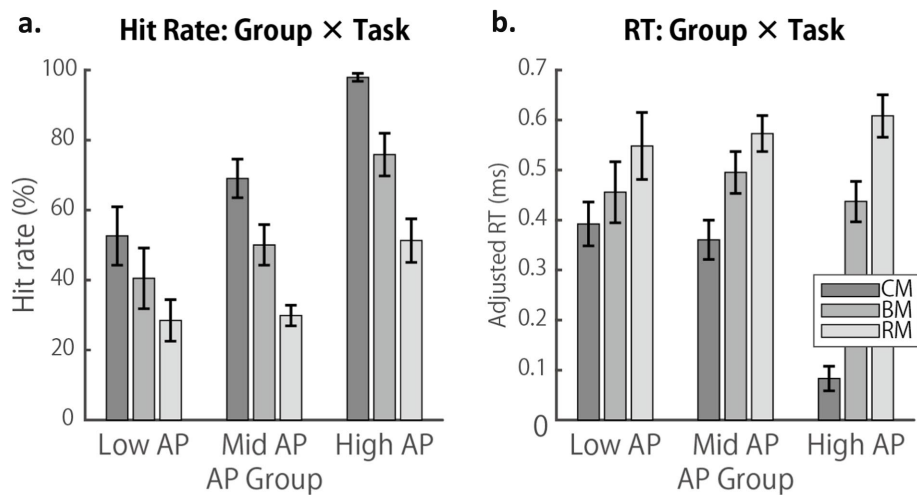 a.
Hit Rate: Group × Task
Hit rate (%)
100
80
60
40
20
0
Low AP Mid AP High AP
AP Group
b.
RT: Group × Task
Adjusted RT (ms)
0.7
0.6
0.5
0.4
0.3
0.2
0.1
0
CM
BM
RM
Low AP Mid AP High AP
AP Group